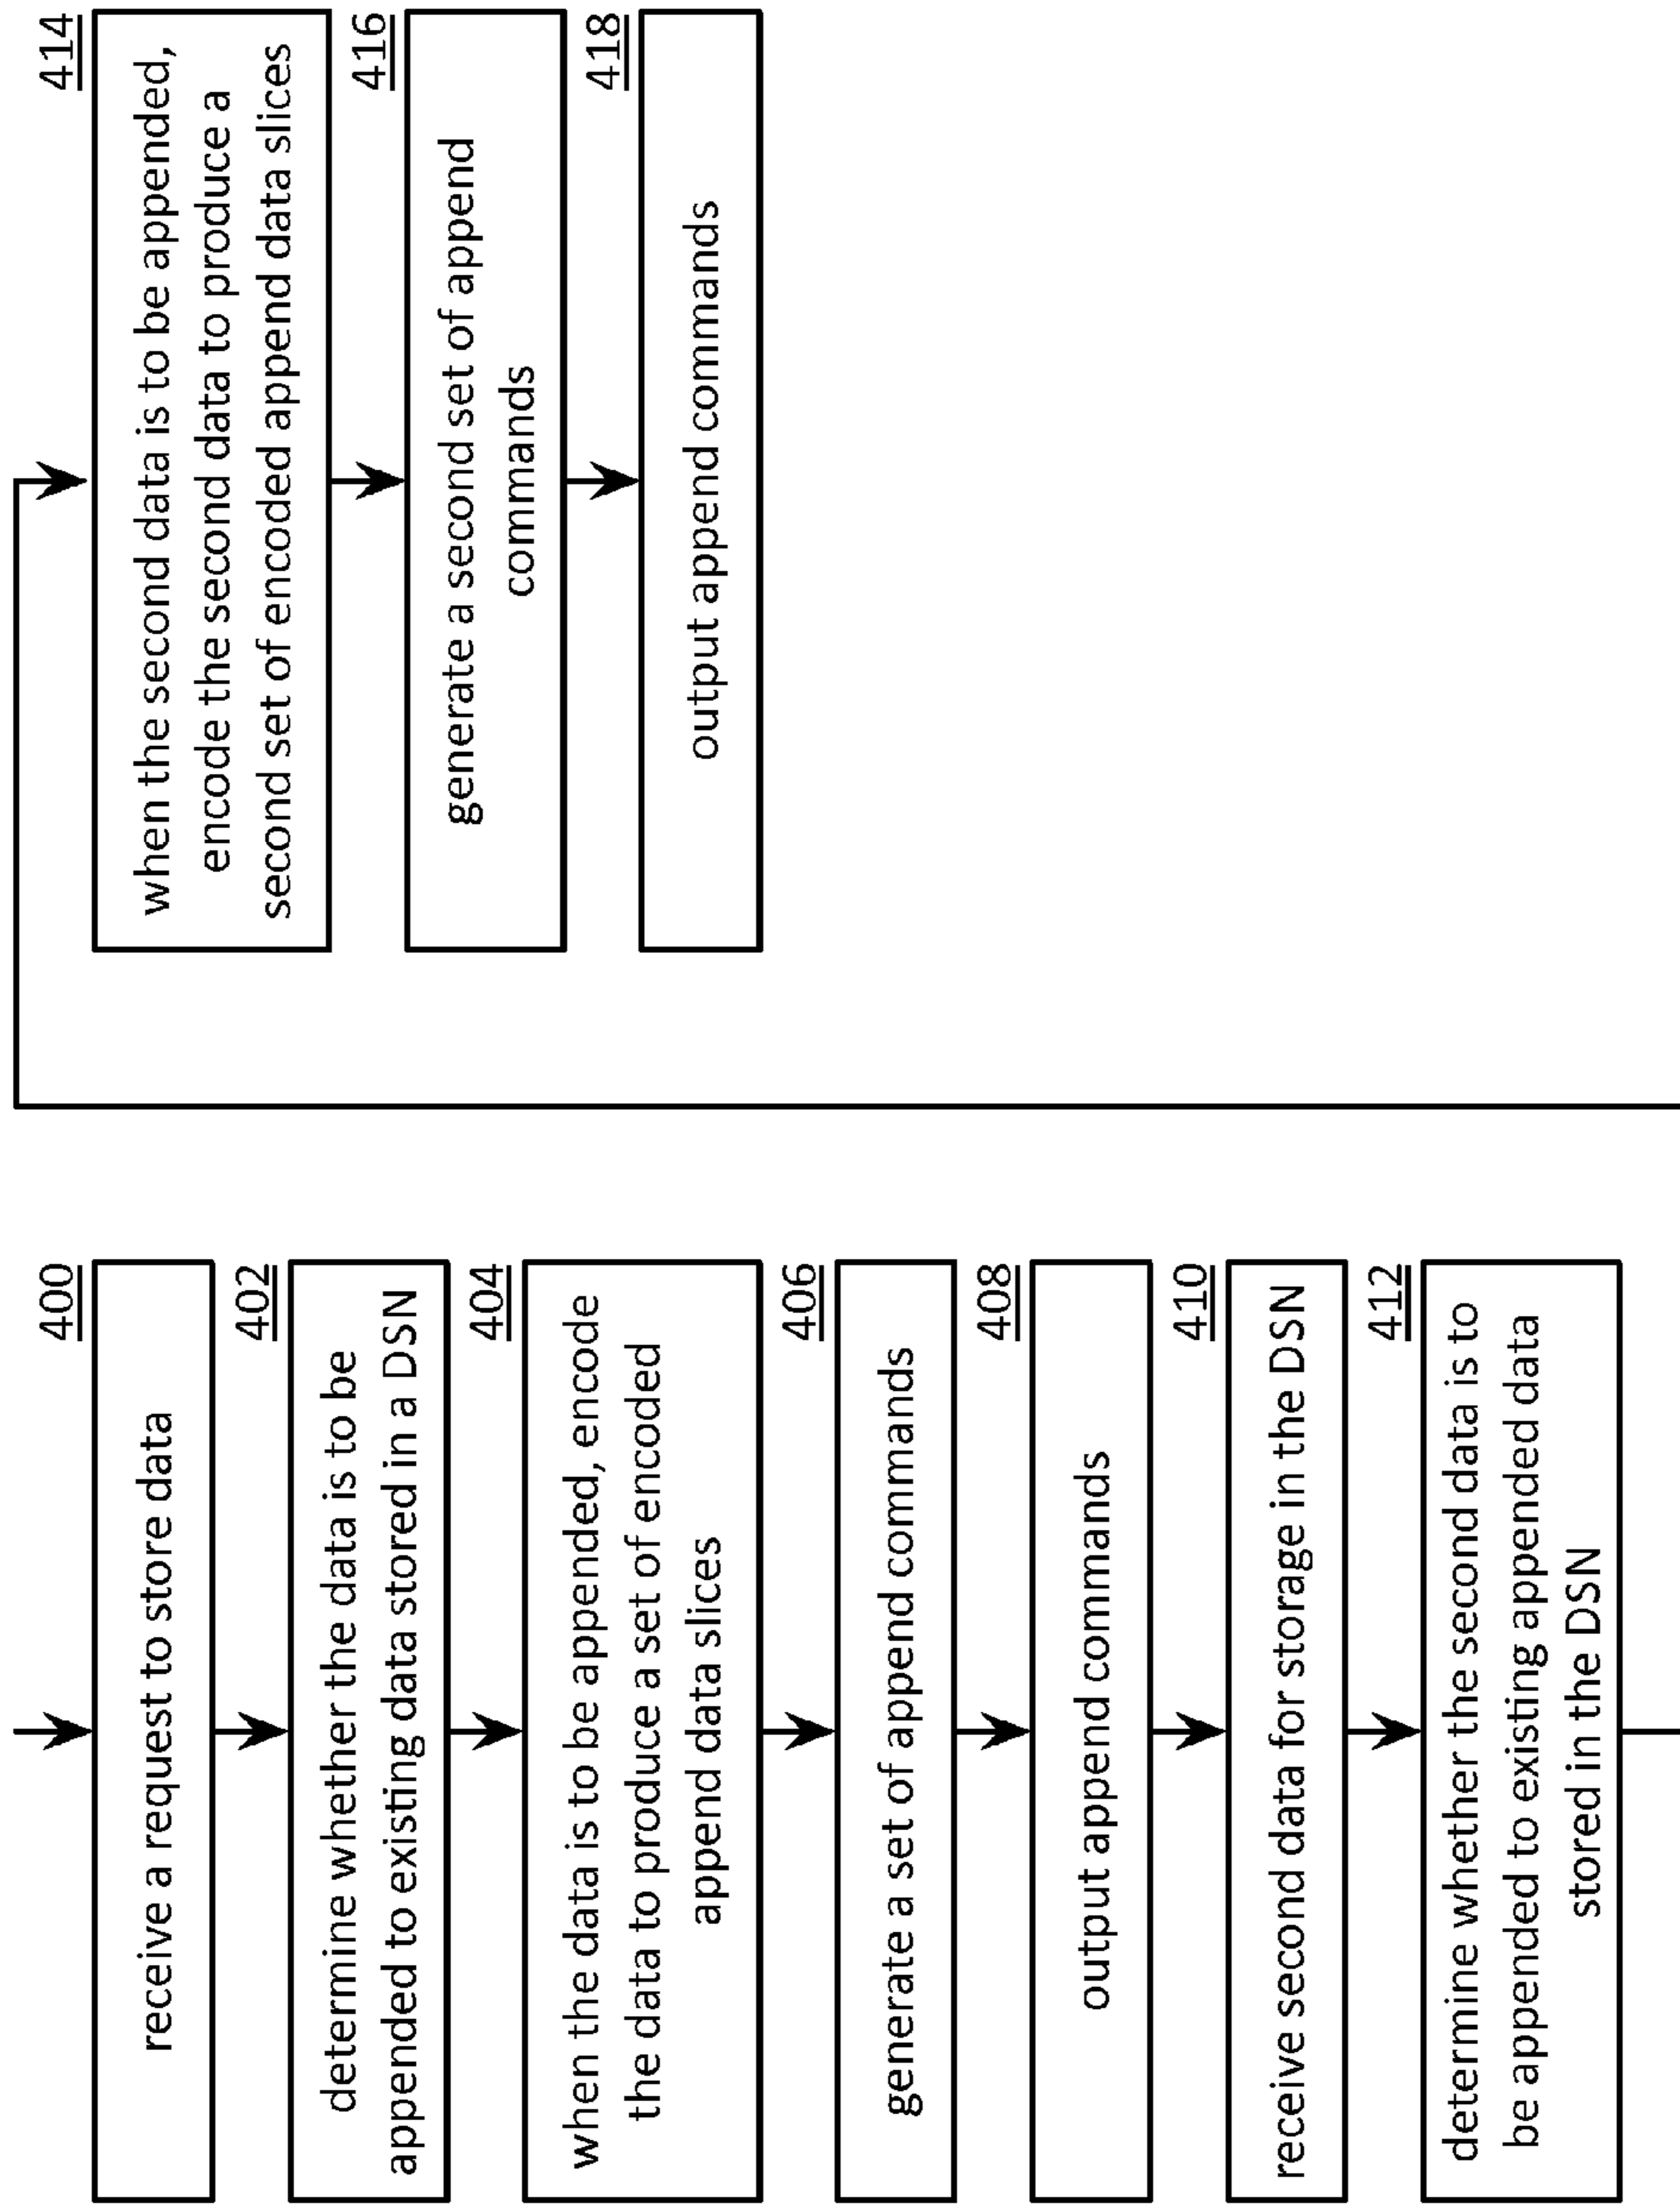 400
receive a request to store data
402
determine whether the data is to be
appended to existing data stored in a DSN
404
when the data is to be appended, encode
the data to produce a set of encoded
append data slices
406
generate a set of append commands
408
output append commands
410
receive second data for storage in the DSN
412
determine whether the second data is to
be appended to existing appended data
stored in the DSN
414
when the second data is to be appended,
encode the second data to produce a
second set of encoded append data slices
416
generate a second set of append
commands
418
output append commands